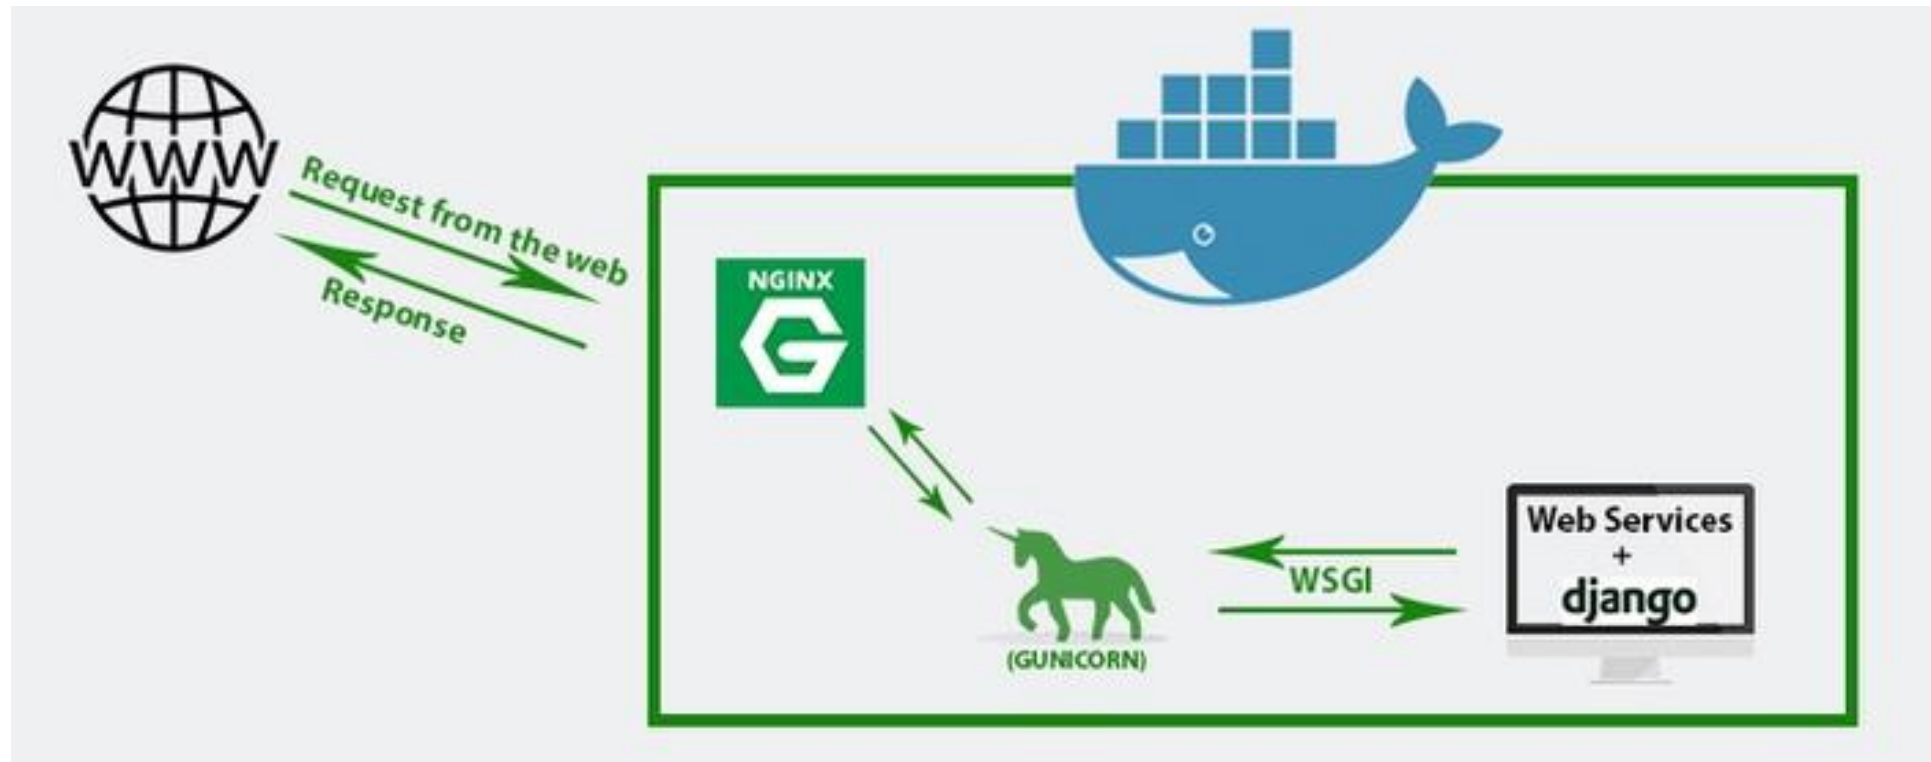 WWW
Request from the web
Response
NGINX
G
(GUNICORN)
WSGI
Web Services
+
django